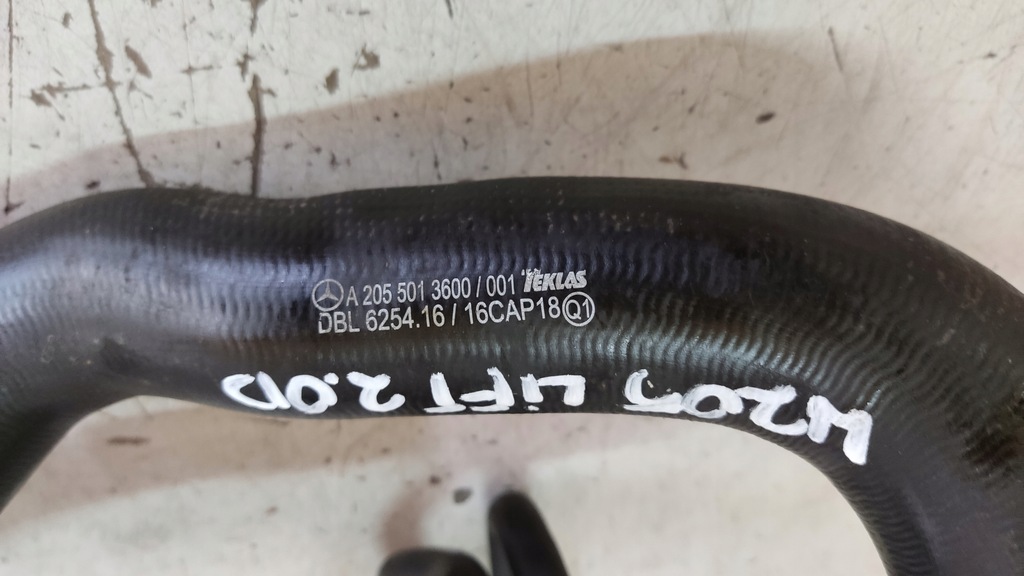 A 205 501 3600 / 001 TEKLAS
DBL 6254.16 / 16CAP18 Q1
W205 LIFT 2.0D